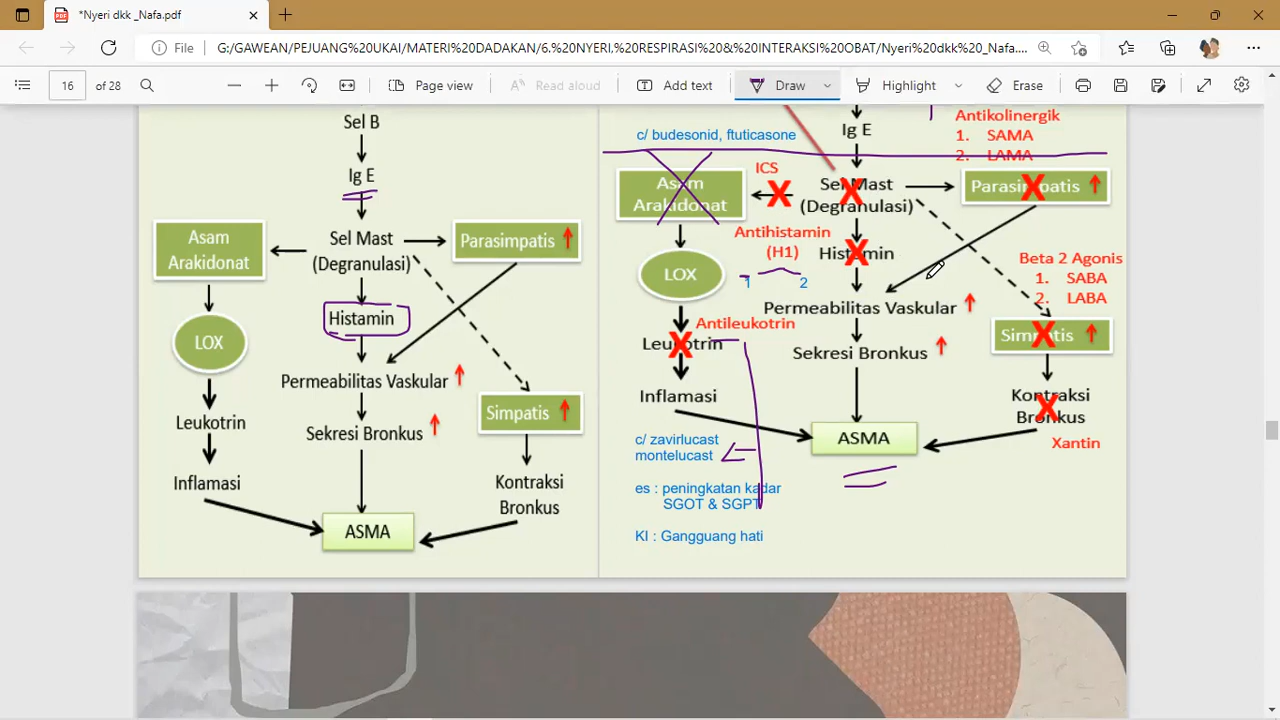 *Nyeri dkk _Nafa.pdf
File
G:/GAWEAN/PEJUANG%20UKAI/MATERI%20DADAKAN/6.%20NYERI,%20RESPIRASI%20&%20INTERAKSI%20OBAT/Nyeri%20dkk%20_Nafa....
16 of 28
Page view
Read aloud
Add text
Draw
Highlight
Erase
Sel B
Ig E
Asam
Arakidonat
Sel Mast
(Degranulasi)
Parasimpatis
LOX
Histamin
Permeabilitas Vaskular
Simpatis
Leukotrin
Sekresi Bronkus
Inflamasi
Kontraksi
Bronkus
ASMA
Antikolinergik
1. SAMA
2. LAMA
Ig E
c/ budesonid, ftuticasone
ICS
Asam
Arakidonat
Sel Mast
(Degranulasi)
Parasimpatis
Antihistamin
(H1)
Histamin
1 2
LOX
Beta 2 Agonis
1. SABA
2. LABA
Permeabilitas Vaskular
Antileukotrin
Leukotrin
Simpatis
Sekresi Bronkus
Inflamasi
Kontraksi
Bronkus
ASMA
Xantin
c/ zavirlucast
montelucast
es : peningkatan kadar
SGOT & SGPT
KI : Gangguang hati